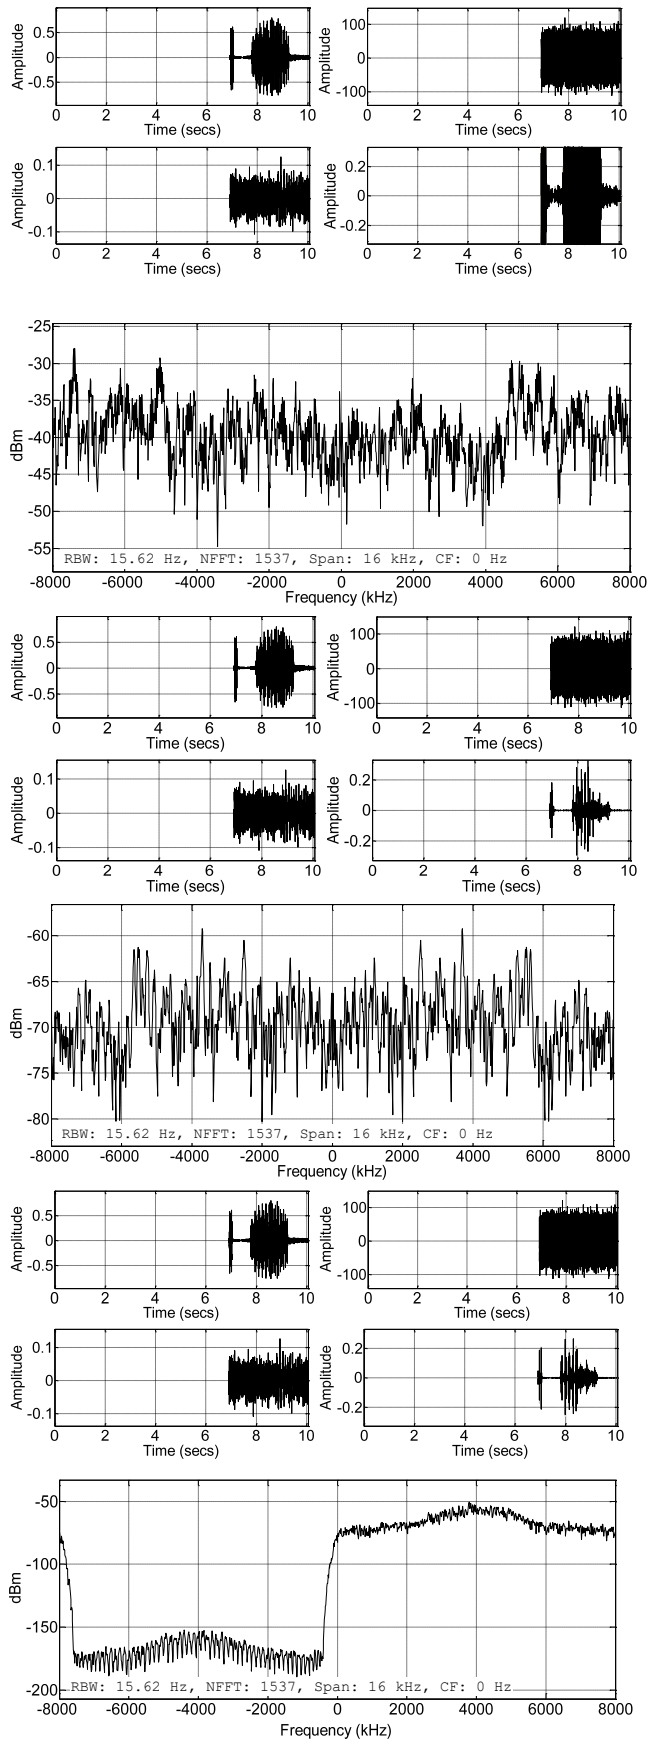 Amplitude 0.5 0 -0.5
0 2 4 6 8 10
Time (secs)
Amplitude 100 0 -100
0 2 4 6 8 10
Time (secs)
Amplitude 0.1 0 -0.1
0 2 4 6 8 10
Time (secs)
Amplitude 0.2 0 -0.2
0 2 4 6 8 10
Time (secs)
dBm
-25
-30
-35
-40
-45
-50
-55
RBW: 15.62 Hz, NFFT: 1537, Span: 16 kHz, CF: 0 Hz
-8000 -6000 -4000 -2000 0 2000 4000 6000 8000
Frequency (kHz)
Amplitude 0.5 0 -0.5
0 2 4 6 8 10
Time (secs)
Amplitude 100 0 -100
0 2 4 6 8 10
Time (secs)
Amplitude 0.1 0 -0.1
0 2 4 6 8 10
Time (secs)
Amplitude 0.2 0 -0.2
0 2 4 6 8 10
Time (secs)
dBm
-60
-65
-70
-75
-80
RBW: 15.62 Hz, NFFT: 1537, Span: 16 kHz, CF: 0 Hz
-8000 -6000 -4000 -2000 0 2000 4000 6000 8000
Frequency (kHz)
Amplitude 0.5 0 -0.5
0 2 4 6 8 10
Time (secs)
Amplitude 100 0 -100
0 2 4 6 8 10
Time (secs)
Amplitude 0.1 0 -0.1
0 2 4 6 8 10
Time (secs)
Amplitude 0.2 0 -0.2
0 2 4 6 8 10
Time (secs)
dBm
-50
-100
-150
-200
RBW: 15.62 Hz, NFFT: 1537, Span: 16 kHz, CF: 0 Hz
-8000 -6000 -4000 -2000 0 2000 4000 6000 8000
Frequency (kHz)